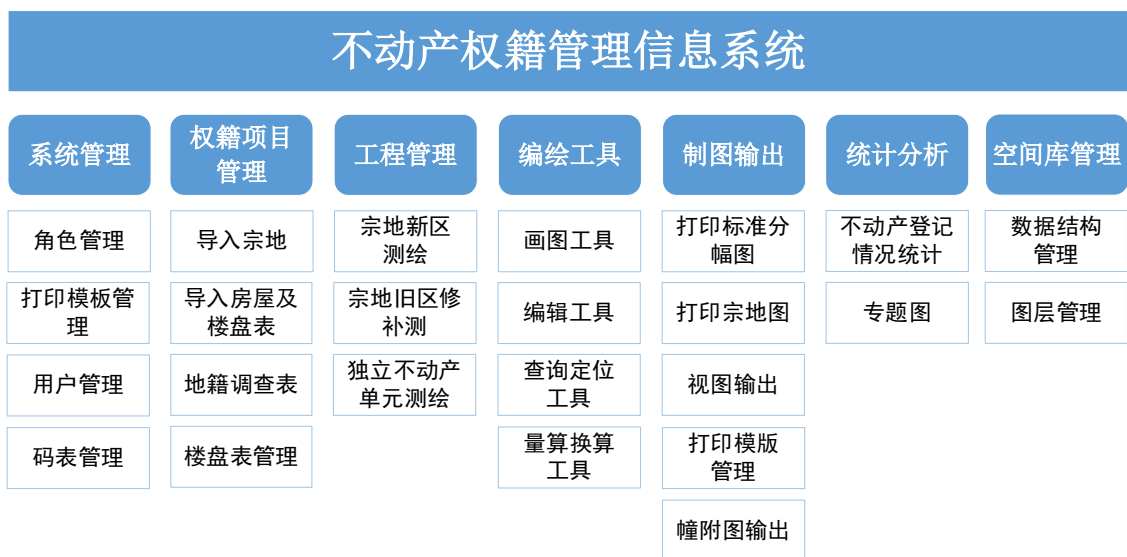 不动产权籍管理信息系统
系统管理
权籍项目
管理
工程管理
编绘工具
制图输出
统计分析
空间库管理
角色管理
导入宗地
宗地新区
测绘
画图工具
打印标准分
幅图
不动产登记
情况统计
数据结构
管理
打印模板管
理
导入房屋及
楼盘表
宗地旧区修
补测
编辑工具
打印宗地图
专题图
图层管理
用户管理
地籍调查表
独立不动产
单元测绘
查询定位
工具
视图输出
码表管理
楼盘表管理
量算换算
工具
打印模版
管理
幢附图输出